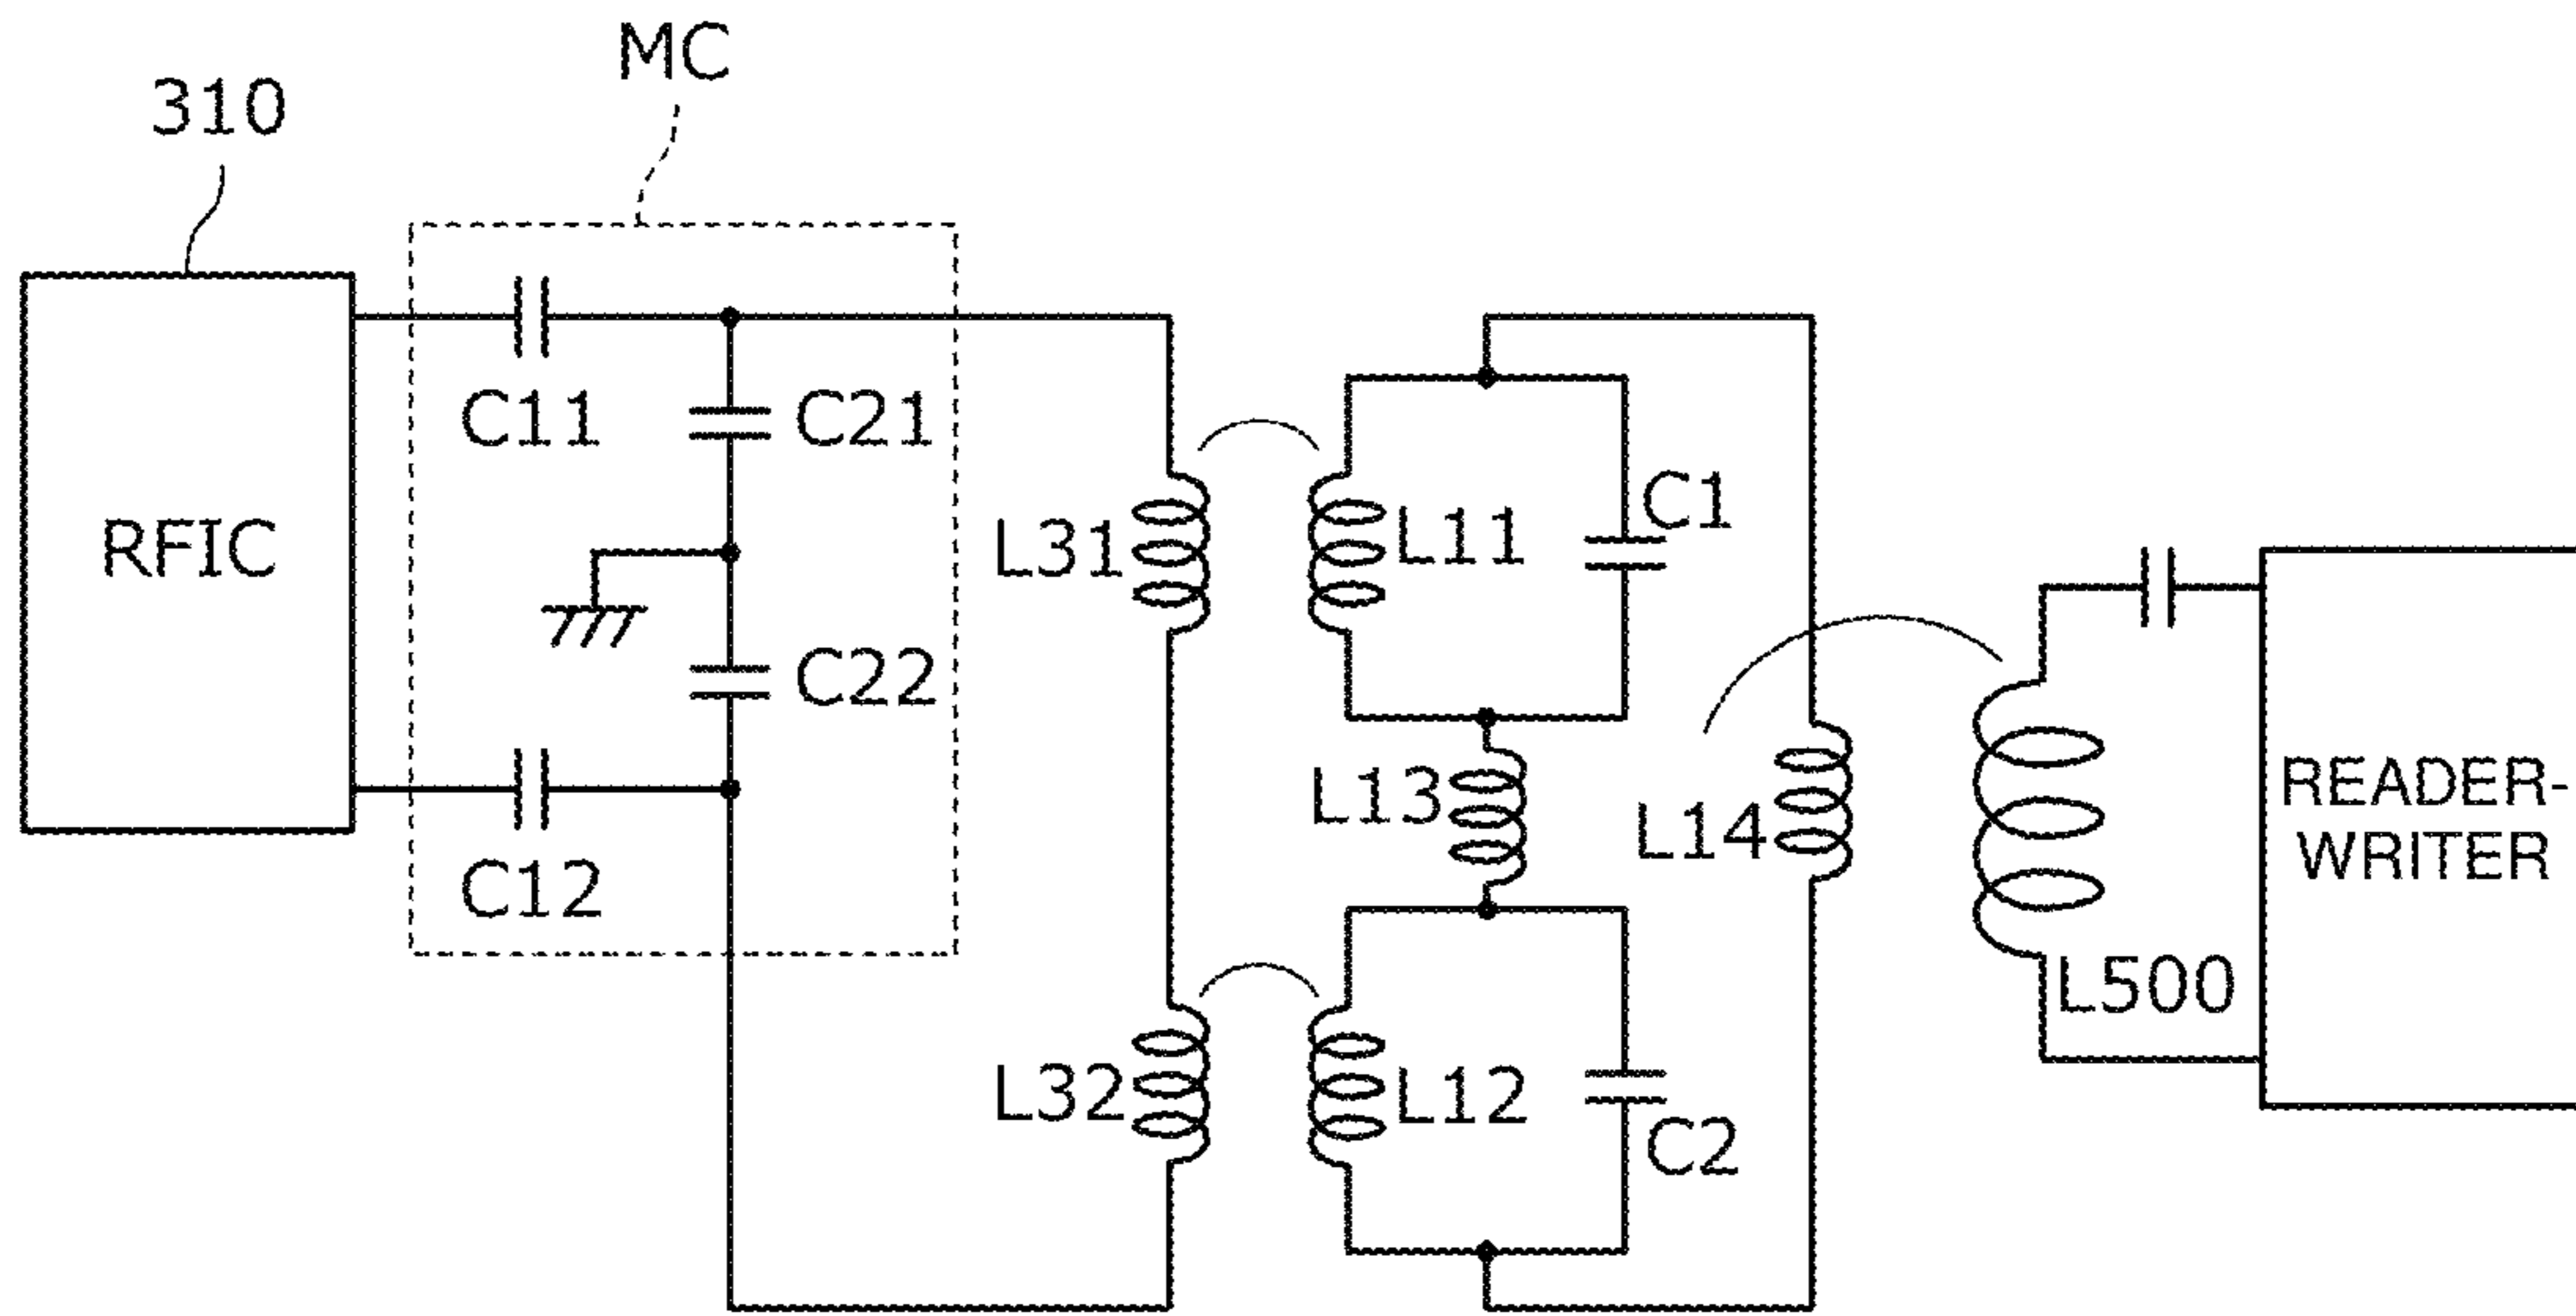 MC
310
RFIC
C11
C21
C22
C12
L31
L11
C1
L13
L14
L32
L12
C2
L500
READER-
WRITER